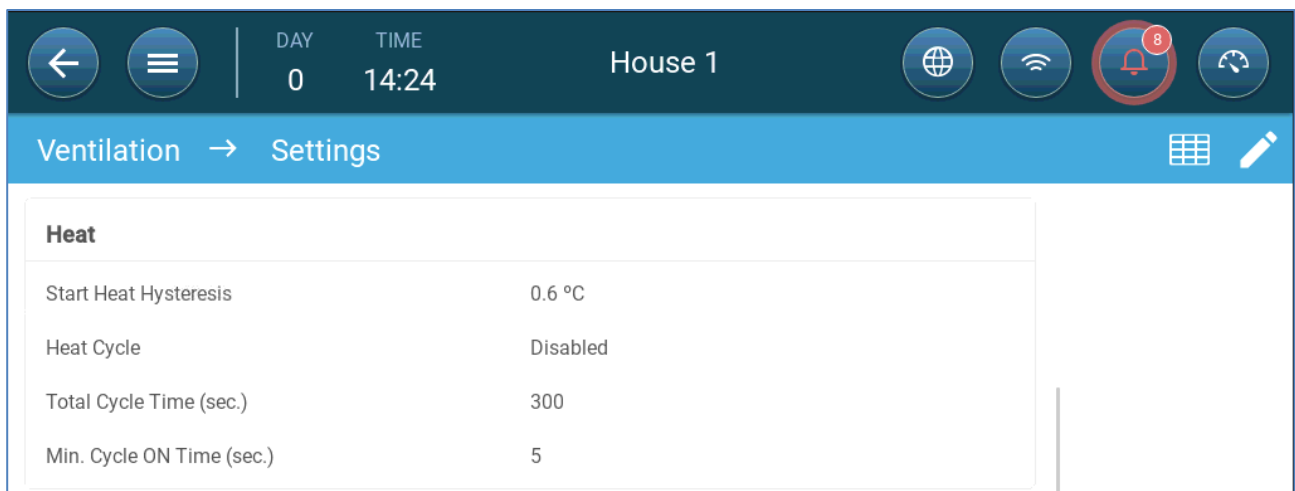 DAY TIME
0 14:24
House 1
8
Ventilation → Settings
Heat
Start Heat Hysteresis 0.6 ºC
Heat Cycle Disabled
Total Cycle Time (sec.) 300
Min. Cycle ON Time (sec.) 5